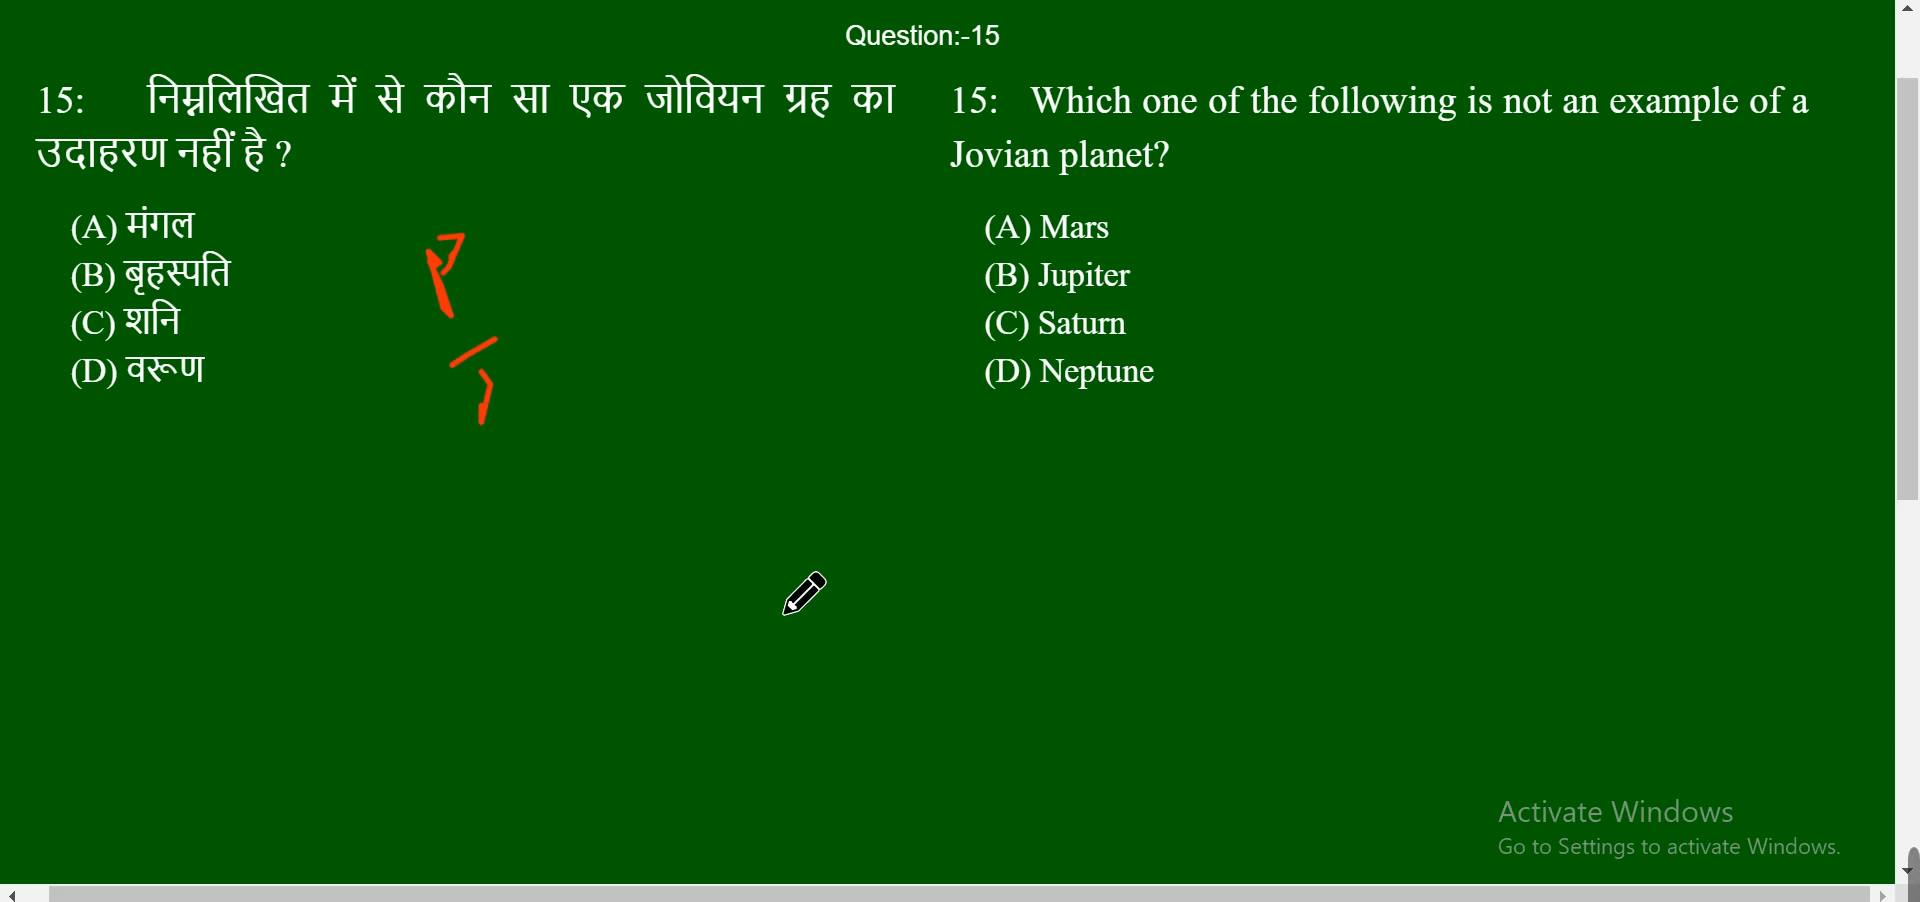 Question:-15
15: निम्नलिखित में से कौन सा एक जोवियन ग्रह का
उदाहरण नहीं है ?
(A) मंगल
(B) बृहस्पति
(C) शनि
(D) वरूण
15: Which one of the following is not an example of a
Jovian planet?
(A) Mars
(B) Jupiter
(C) Saturn
(D) Neptune
Activate Windows
Go to Settings to activate Windows.